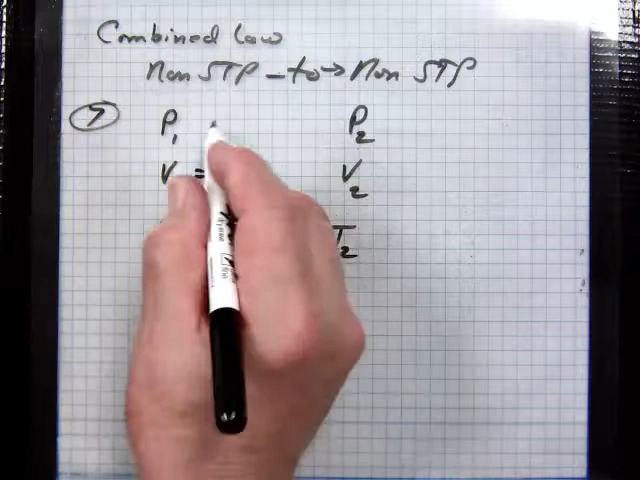 Combined Law
Non STP - to → Non STP
7 P1 P2
V = V2
T2